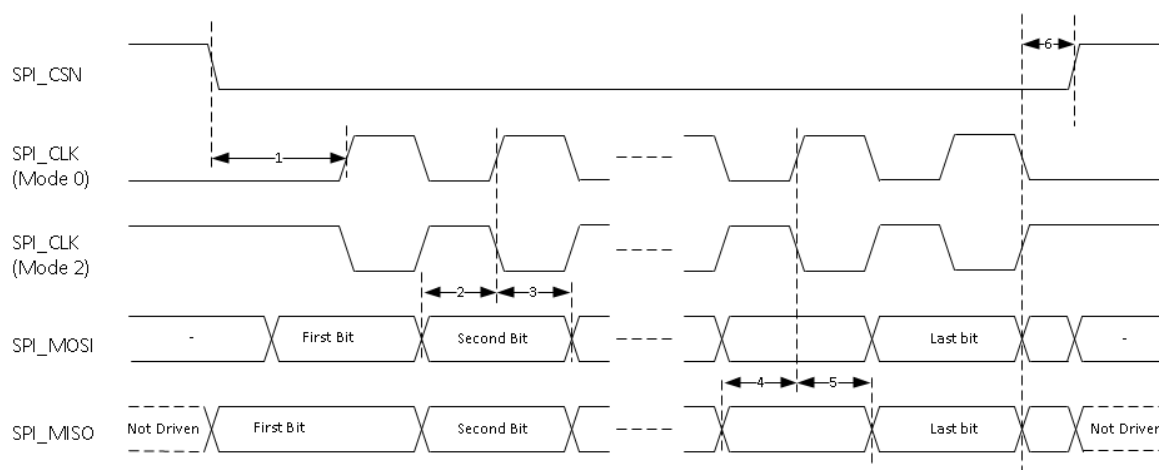 SPI_CSN
6
SPI_CLK
(Mode 0)
1
SPI_CLK
(Mode 2)
2
3
SPI_MOSI
-
First Bit
Second Bit
Last bit
-
4
5
SPI_MISO
Not Driven
First Bit
Second Bit
Last bit
Not Driven